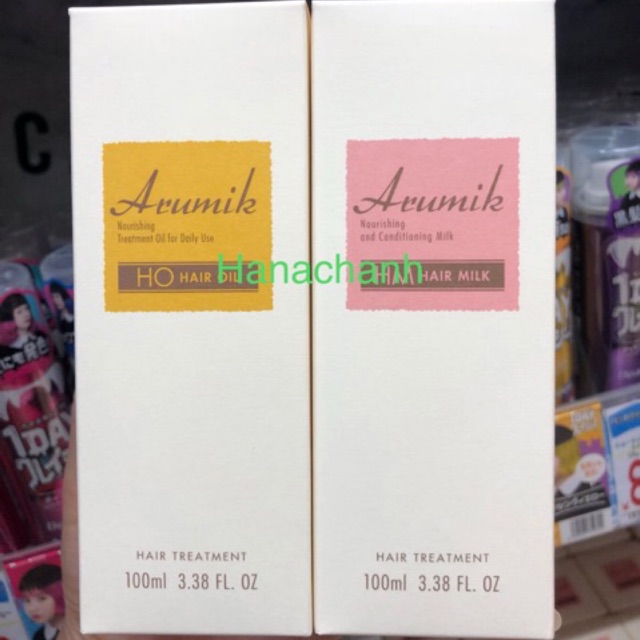 C
Arumik
Nourishing
Treatment Oil for Daily Use
HO HAIR OIL
HAIR TREATMENT
100ml 3.38 FL. OZ
Arumik
Nourishing
and Conditioning Milk
HAIR MILK
HAIR TREATMENT
100ml 3.38 FL. OZ
Hanachanh
1DAY